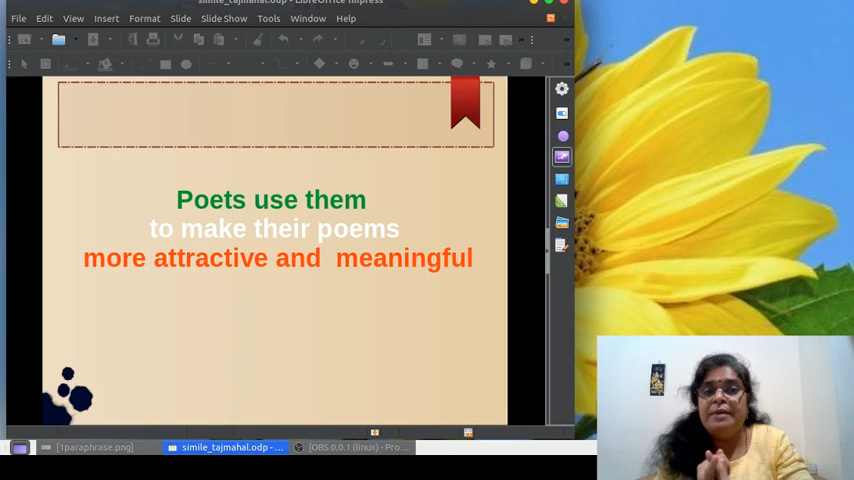 simile_tajmahal.odp - LibreOffice Impress
File Edit View Insert Format Slide Slide Show Tools Window Help
Poets use them
to make their poems
more attractive and meaningful
[1paraphrase.png]
simile_tajmahal.odp - ...
[OBS 0.0.1 (linux) - Pro...